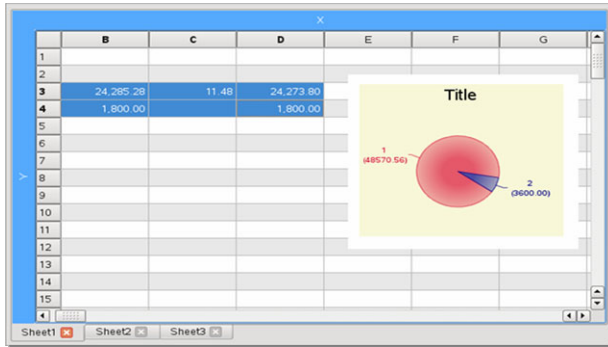 X
B C D E F G
1
2
3 24,285.28 11.48 24,273.80
4 1,800.00 1,800.00
5
6
7
8
9
10
11
12
13
14
15
Y
Title
1
(48570.56)
2
(3600.00)
Sheet1 Sheet2 Sheet3